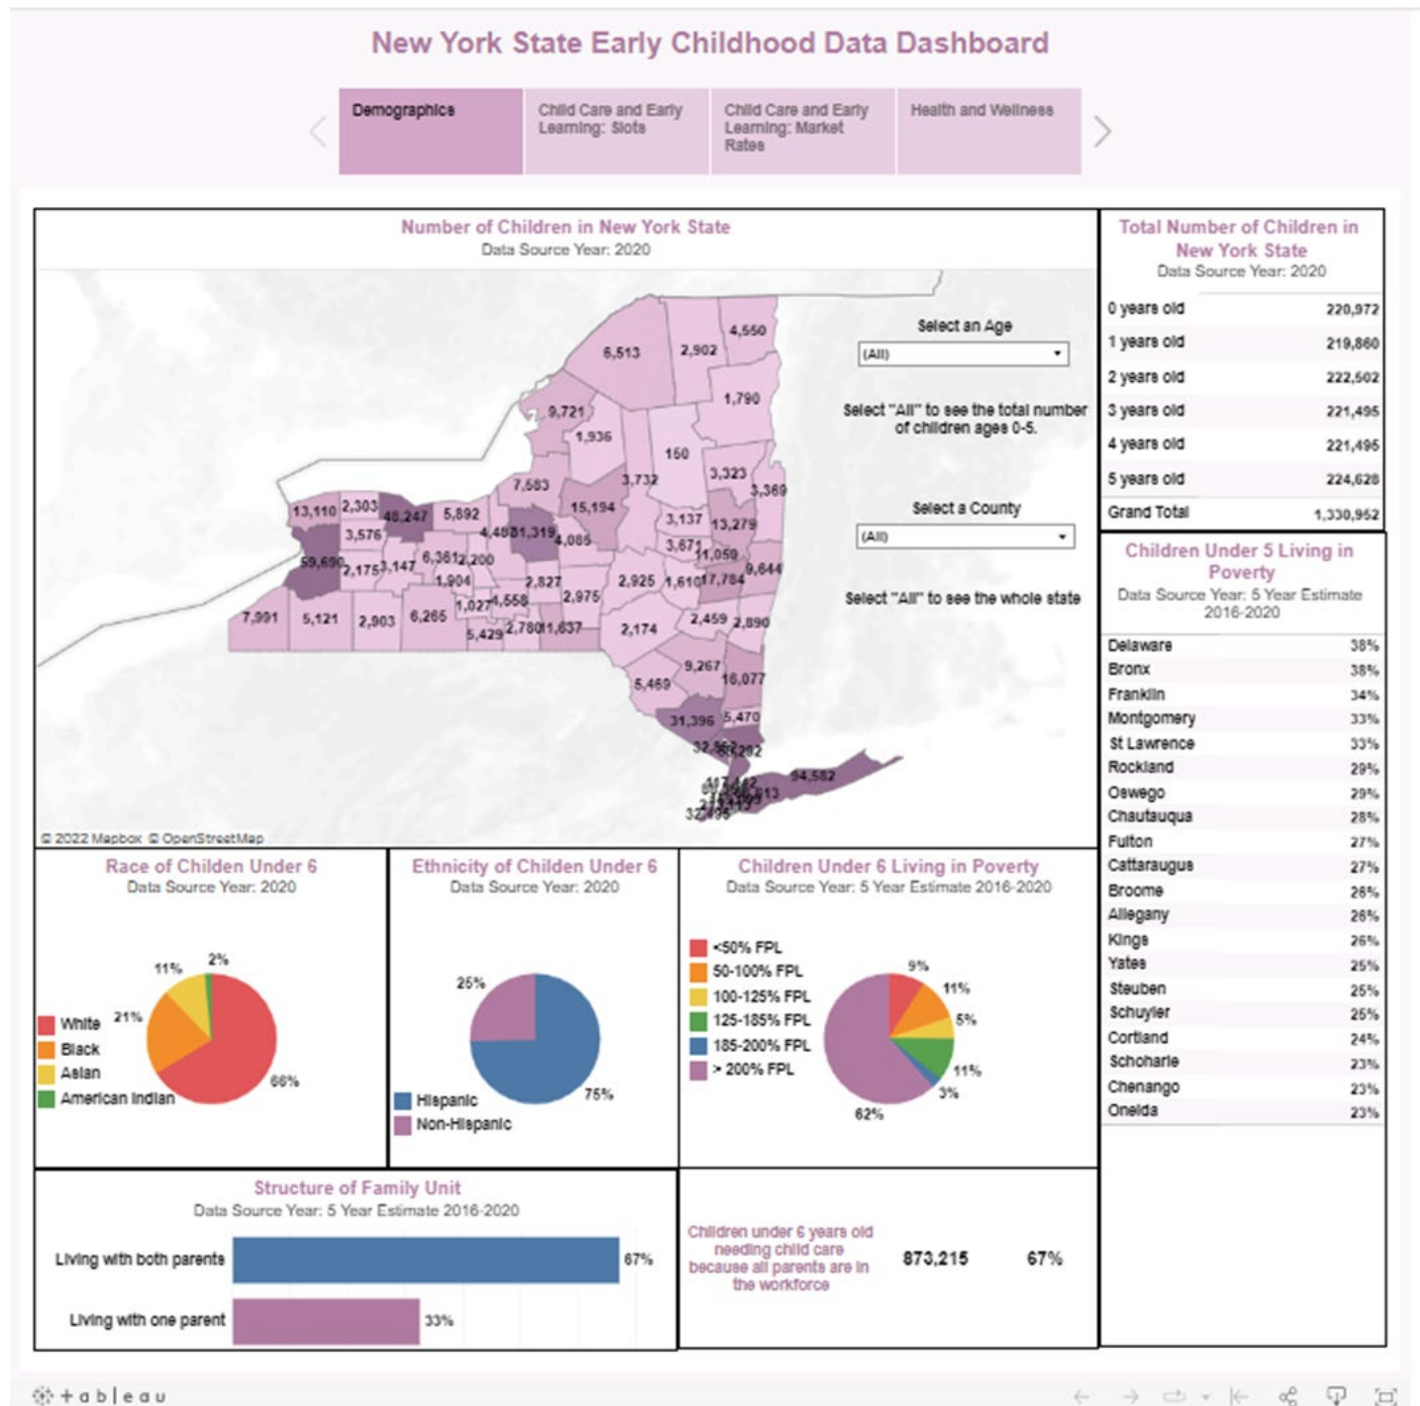 New York State Early Childhood Data Dashboard
Demographics
Child Care and Early
Learning: Slots
Child Care and Early
Learning: Market
Rates
Health and Wellness
Number of Children in New York State
Data Source Year: 2020
4,550
6,513
2,902
1,790
9,721
1,936
150
3,732
3,323
3,369
7,583
15,194
13,110
2,303
48,247
5,892
3,137
13,279
3,576
31,319
4,085
3,671
11,059
59,690
2,175
3,147
6,361
2,200
9,644
1,904
2,827
2,925
1,610
17,784
2,975
1,027
4,558
7,991
5,121
2,903
6,265
2,459
2,890
5,429
2,780
11,637
2,174
9,267
5,469
16,077
31,396
5,470
94,582
Select an Age
(All)
Select "All" to see the total number
of children ages 0-5.
Select a County
(All)
Select "All" to see the whole state
© 2022 Mapbox © OpenStreetMap
Total Number of Children in
New York State
Data Source Year: 2020
0 years old 220,972
1 years old 219,860
2 years old 222,502
3 years old 221,495
4 years old 221,495
5 years old 224,628
Grand Total 1,330,952
Children Under 5 Living in
Poverty
Data Source Year: 5 Year Estimate
2016-2020
Delaware 38%
Bronx 38%
Franklin 34%
Montgomery 33%
St Lawrence 33%
Rockland 29%
Oswego 29%
Chautauqua 28%
Fulton 27%
Cattaraugus 27%
Broome 26%
Allegany 26%
Kings 26%
Yates 25%
Steuben 25%
Schuyler 25%
Cortland 24%
Schoharie 23%
Chenango 23%
Oneida 23%
Race of Childen Under 6
Data Source Year: 2020
2%
11%
21%
66%
White
Black
Asian
American Indian
Ethnicity of Childen Under 6
Data Source Year: 2020
25%
75%
Hispanic
Non-Hispanic
Children Under 6 Living in Poverty
Data Source Year: 5 Year Estimate 2016-2020
<50% FPL
50-100% FPL
100-125% FPL
125-185% FPL
185-200% FPL
> 200% FPL
9%
11%
5%
11%
3%
62%
Structure of Family Unit
Data Source Year: 5 Year Estimate 2016-2020
Living with both parents 67%
Living with one parent 33%
Children under 6 years old
needing child care
because all parents are in
the workforce
873,215 67%
+ a b | e a u